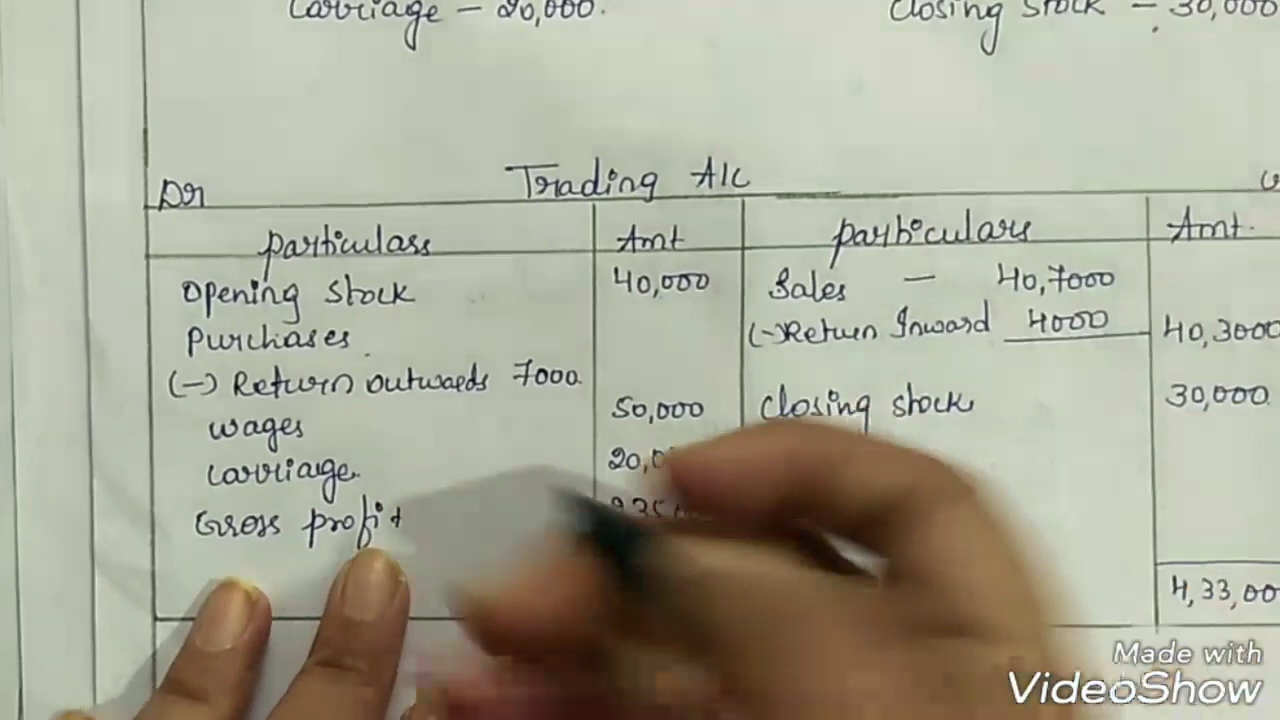 Carriage - 20,000.
Closing Stock - 30,000
Dr
Trading A/c
particulass Amt particulars Amt.
Opening Stock 40,000 Sales - 40,7000
purchases
(-) Return Inward 4000 40,3000
(-) Return outwaeds 7000
50,000 Closing stock 30,000
wages
Carriage.
Gross profit
4,33,00
Made with
VideoShow